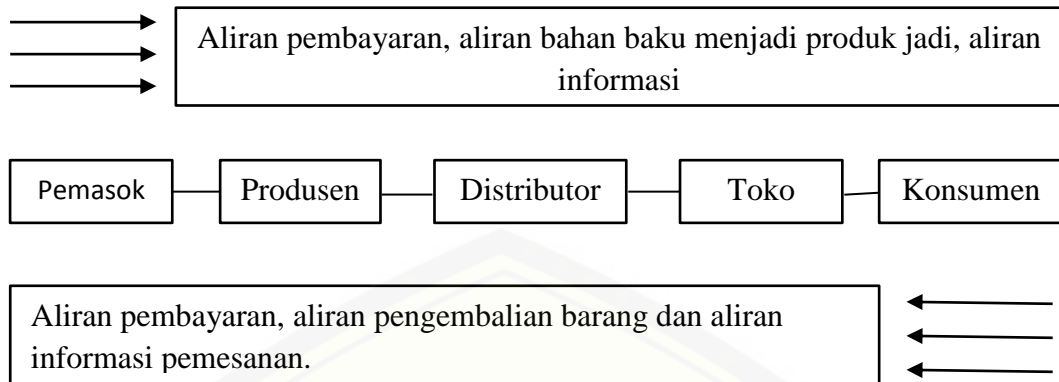 Aliran pembayaran, aliran bahan baku menjadi produk jadi, aliran
informasi
Pemasok
Produsen
Distributor
Toko
Konsumen
Aliran pembayaran, aliran pengembalian barang dan aliran
informasi pemesanan.